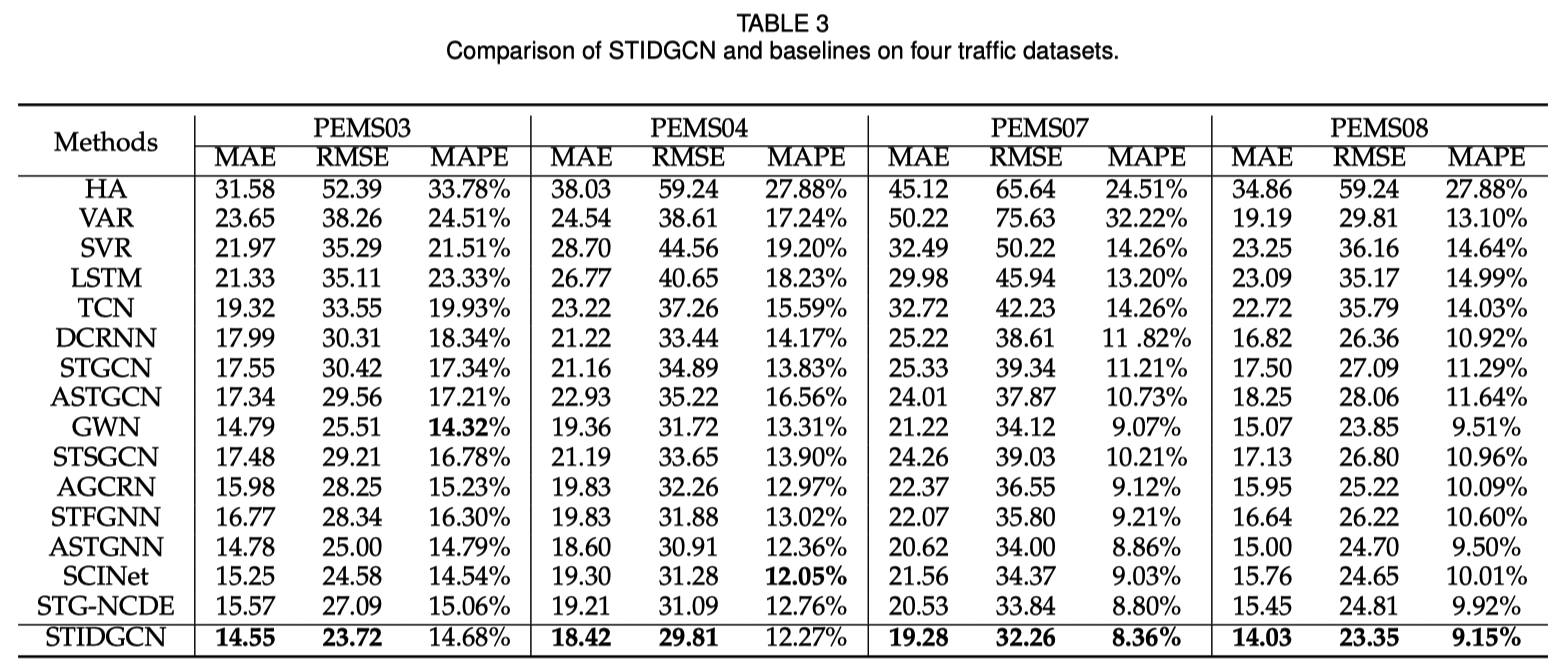 TABLE 3
Comparison of STIDGCN and baselines on four traffic datasets.
Methods PEMS03 PEMS04 PEMS07 PEMS08
MAE RMSE MAPE MAE RMSE MAPE MAE RMSE MAPE MAE RMSE MAPE
HA 31.58 52.39 33.78% 38.03 59.24 27.88% 45.12 65.64 24.51% 34.86 59.24 27.88%
VAR 23.65 38.26 24.51% 24.54 38.61 17.24% 50.22 75.63 32.22% 19.19 29.81 13.10%
SVR 21.97 35.29 21.51% 28.70 44.56 19.20% 32.49 50.22 14.26% 23.25 36.16 14.64%
LSTM 21.33 35.11 23.33% 26.77 40.65 18.23% 29.98 45.94 13.20% 23.09 35.17 14.99%
TCN 19.32 33.55 19.93% 23.22 37.26 15.59% 32.72 42.23 14.26% 22.72 35.79 14.03%
DCRNN 17.99 30.31 18.34% 21.22 33.44 14.17% 25.22 38.61 11 .82% 16.82 26.36 10.92%
STGCN 17.55 30.42 17.34% 21.16 34.89 13.83% 25.33 39.34 11.21% 17.50 27.09 11.29%
ASTGCN 17.34 29.56 17.21% 22.93 35.22 16.56% 24.01 37.87 10.73% 18.25 28.06 11.64%
GWN 14.79 25.51 14.32% 19.36 31.72 13.31% 21.22 34.12 9.07% 15.07 23.85 9.51%
STSGCN 17.48 29.21 16.78% 21.19 33.65 13.90% 24.26 39.03 10.21% 17.13 26.80 10.96%
AGCRN 15.98 28.25 15.23% 19.83 32.26 12.97% 22.37 36.55 9.12% 15.95 25.22 10.09%
STFGNN 16.77 28.34 16.30% 19.83 31.88 13.02% 22.07 35.80 9.21% 16.64 26.22 10.60%
ASTGNN 14.78 25.00 14.79% 18.60 30.91 12.36% 20.62 34.00 8.86% 15.00 24.70 9.50%
SCINet 15.25 24.58 14.54% 19.30 31.28 12.05% 21.56 34.37 9.03% 15.76 24.65 10.01%
STG-NCDE 15.57 27.09 15.06% 19.21 31.09 12.76% 20.53 33.84 8.80% 15.45 24.81 9.92%
STIDGCN 14.55 23.72 14.68% 18.42 29.81 12.27% 19.28 32.26 8.36% 14.03 23.35 9.15%